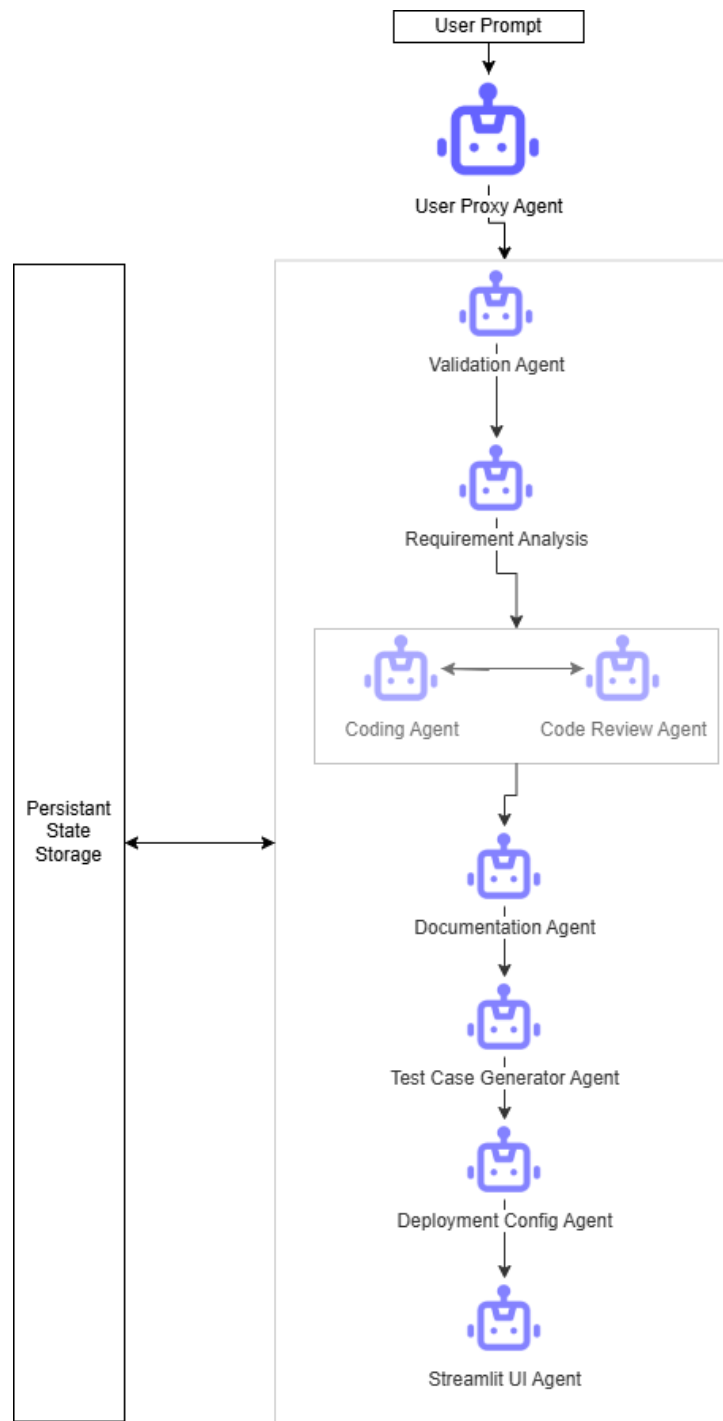 User Prompt
User Proxy Agent
Validation Agent
Requirement Analysis
Coding Agent
Code Review Agent
Persistant
State
Storage
Documentation Agent
Test Case Generator Agent
Deployment Config Agent
Streamlit UI Agent